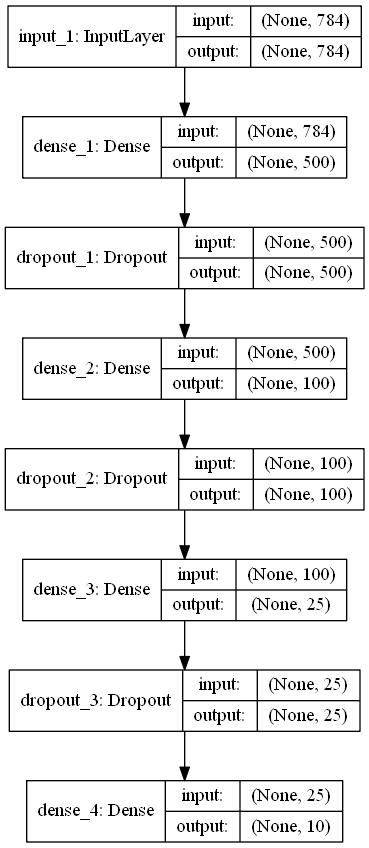 input_1: InputLayer
input: (None, 784)
output: (None, 784)
dense_1: Dense
input: (None, 784)
output: (None, 500)
dropout_1: Dropout
input: (None, 500)
output: (None, 500)
dense_2: Dense
input: (None, 500)
output: (None, 100)
dropout_2: Dropout
input: (None, 100)
output: (None, 100)
dense_3: Dense
input: (None, 100)
output: (None, 25)
dropout_3: Dropout
input: (None, 25)
output: (None, 25)
dense_4: Dense
input: (None, 25)
output: (None, 10)